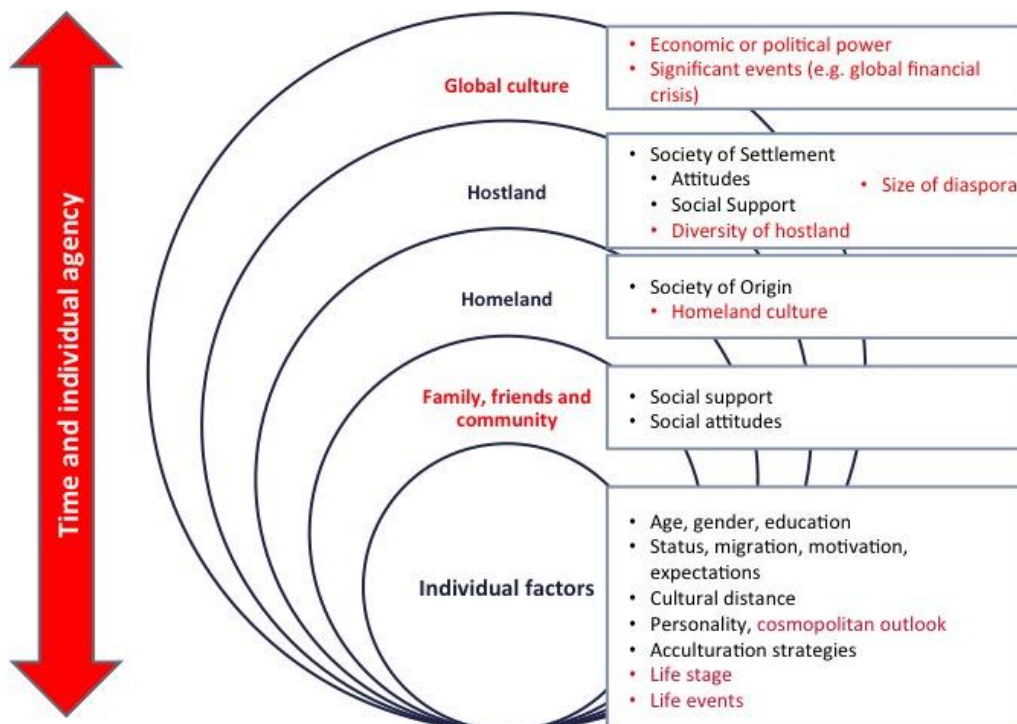 Time and individual agency
Global culture
• Economic or political power
• Significant events (e.g. global financial
crisis)
Hostland
• Society of Settlement
• Attitudes
• Social Support
• Diversity of hostland
• Size of diaspora
Homeland
• Society of Origin
• Homeland culture
Family, friends and
community
• Social support
• Social attitudes
Individual factors
• Age, gender, education
• Status, migration, motivation,
expectations
• Cultural distance
• Personality, cosmopolitan outlook
• Acculturation strategies
• Life stage
• Life events